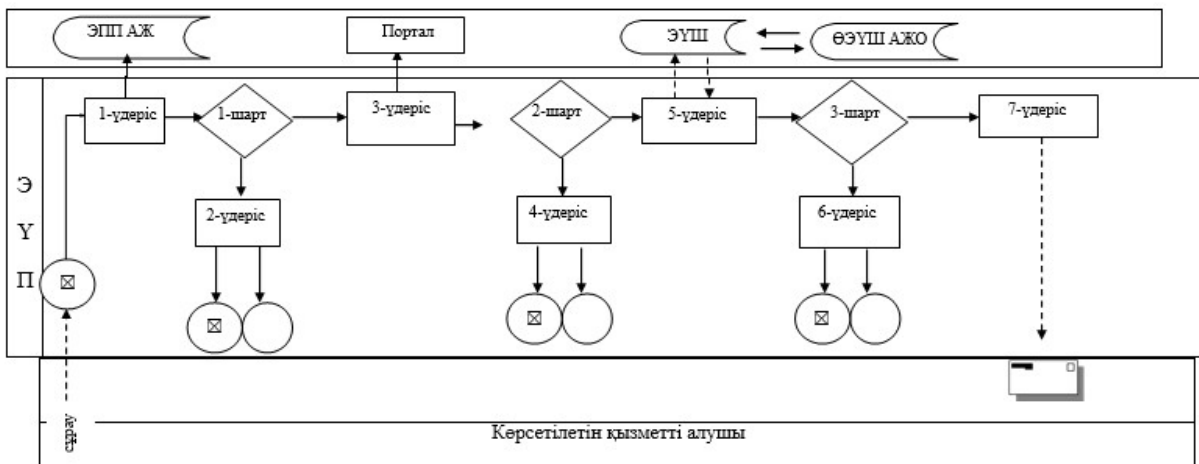 ЭПП АЖ
Портал
ЭҮШ
ӨЭҮШ АЖО
1-үдеріс
1-шарт
3-үдеріс
2-шарт
5-үдеріс
3-шарт
7-үдеріс
Э
Ү
П
2-үдеріс
4-үдеріс
6-үдеріс
сұрау
Көрсетілетін қызметті алушы